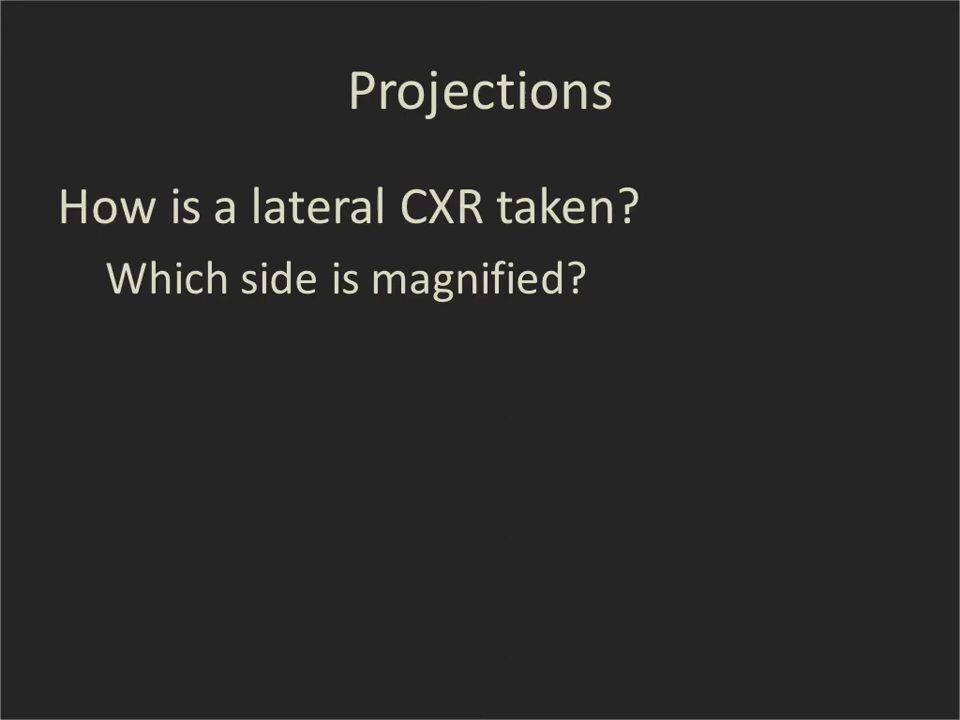 Projections
How is a lateral CXR taken?
Which side is magnified?